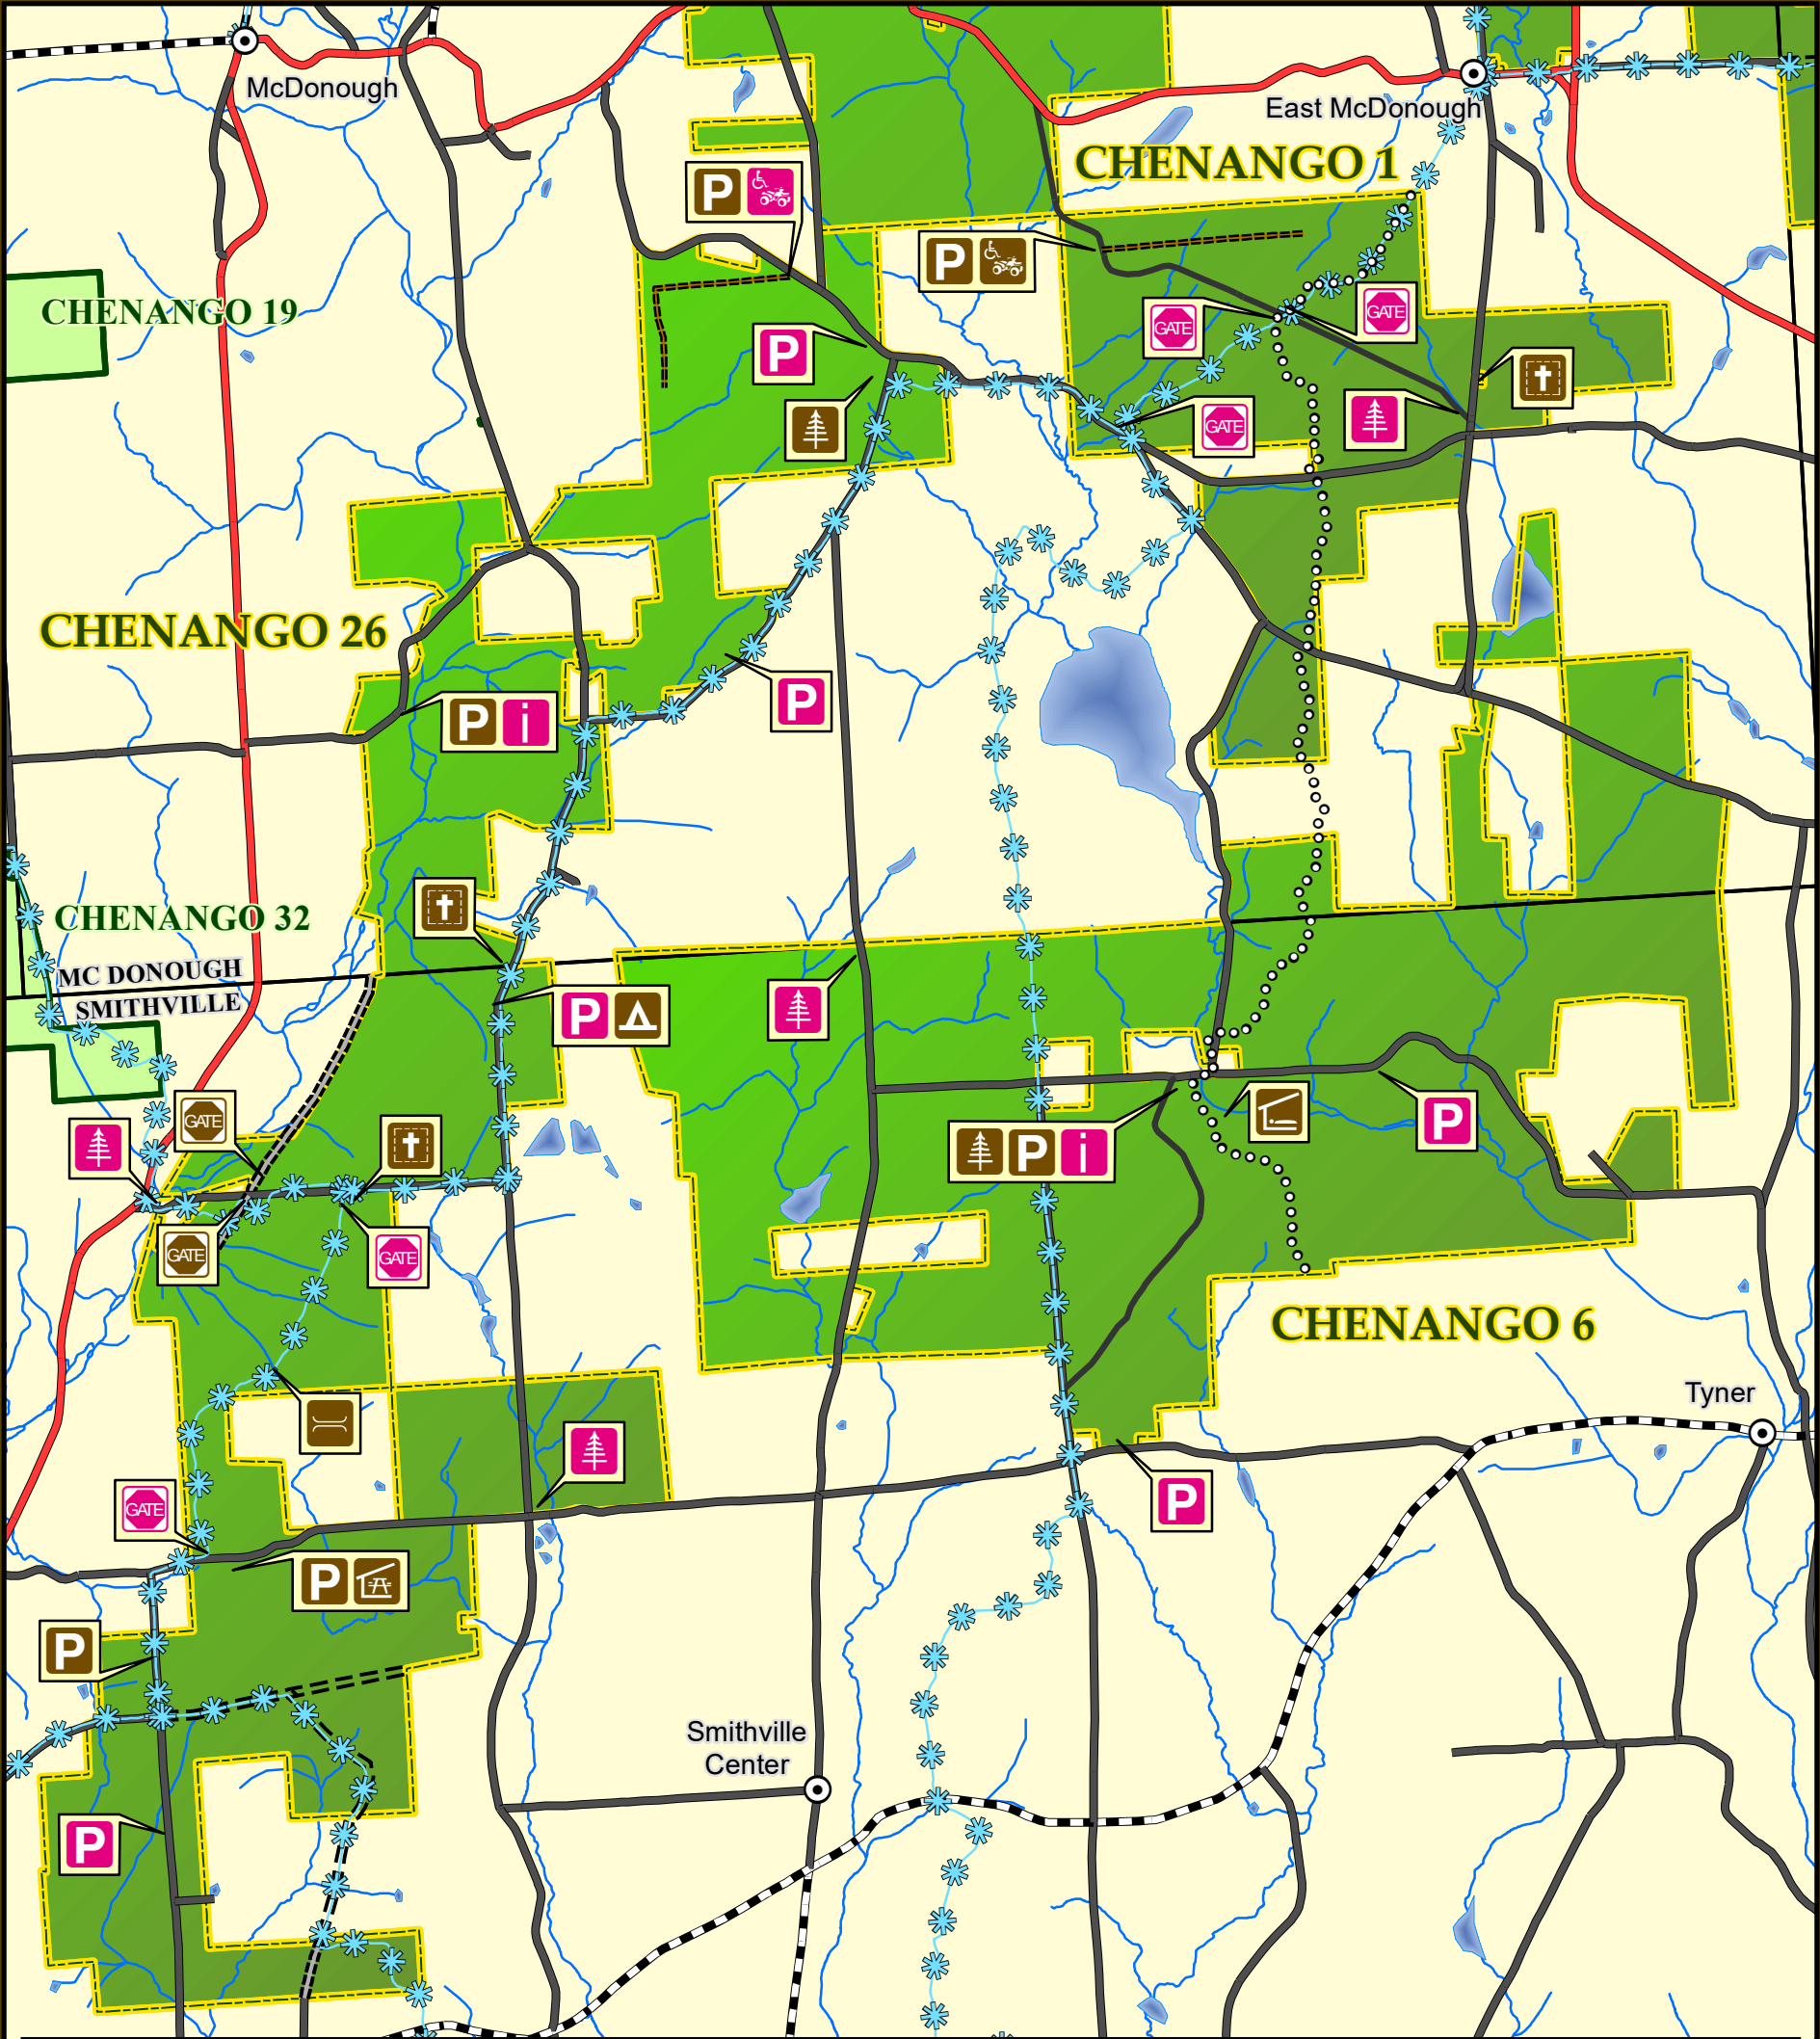 McDonough
East McDonough
CHENANGO 1
P
P
CHENANGO 19
GATE
GATE
P
GATE
CHENANGO 26
P
P i
CHENANGO 32
MC DONOUGH
SMITHVILLE
P
GATE
P
P i
GATE
GATE
CHENANGO 6
Tyner
GATE
P
P
P
Smithville
Center
P